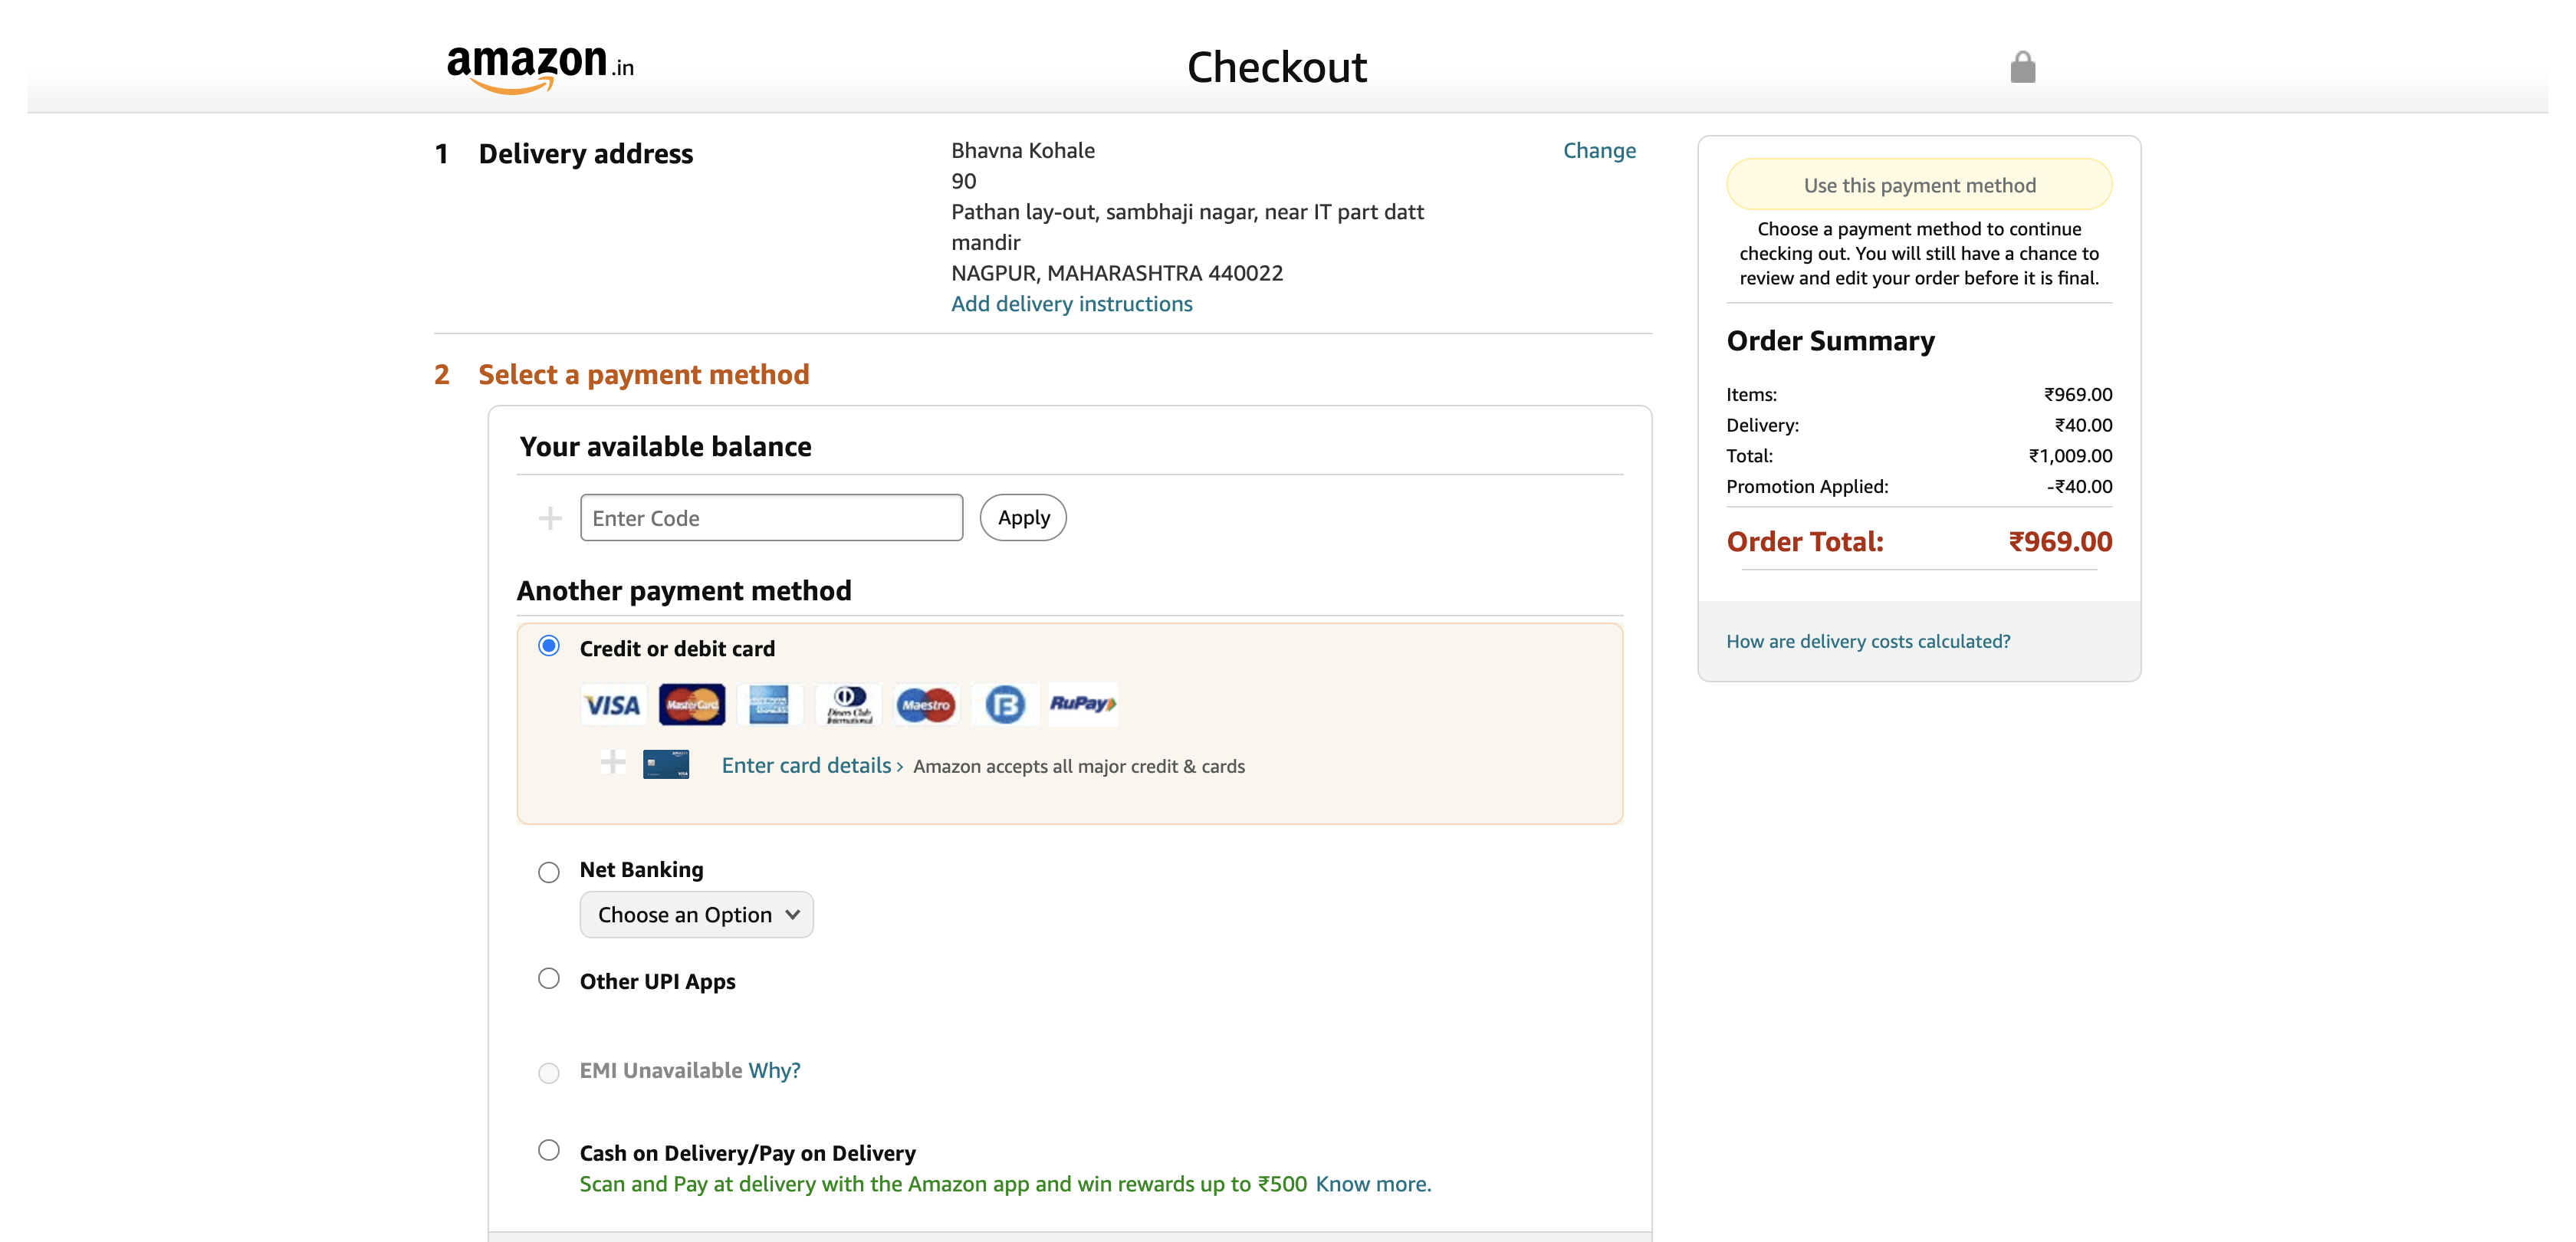 amazon.in
Checkout
1 Delivery address
Bhavna Kohale
90
Pathan lay-out, sambhaji nagar, near IT part datt
mandir
NAGPUR, MAHARASHTRA 440022
Add delivery instructions
Change
2 Select a payment method
Your available balance
Enter Code
Apply
Another payment method
Credit or debit card
VISA MasterCard AMERICAN EXPRESS Diners Club International Maestro B RuPay
Enter card details › Amazon accepts all major credit & cards
Net Banking
Choose an Option
Other UPI Apps
EMI Unavailable Why?
Cash on Delivery/Pay on Delivery
Scan and Pay at delivery with the Amazon app and win rewards up to ₹500 Know more.
Use this payment method
Choose a payment method to continue
checking out. You will still have a chance to
review and edit your order before it is final.
Order Summary
Items: ₹969.00
Delivery: ₹40.00
Total: ₹1,009.00
Promotion Applied: -₹40.00
Order Total: ₹969.00
How are delivery costs calculated?